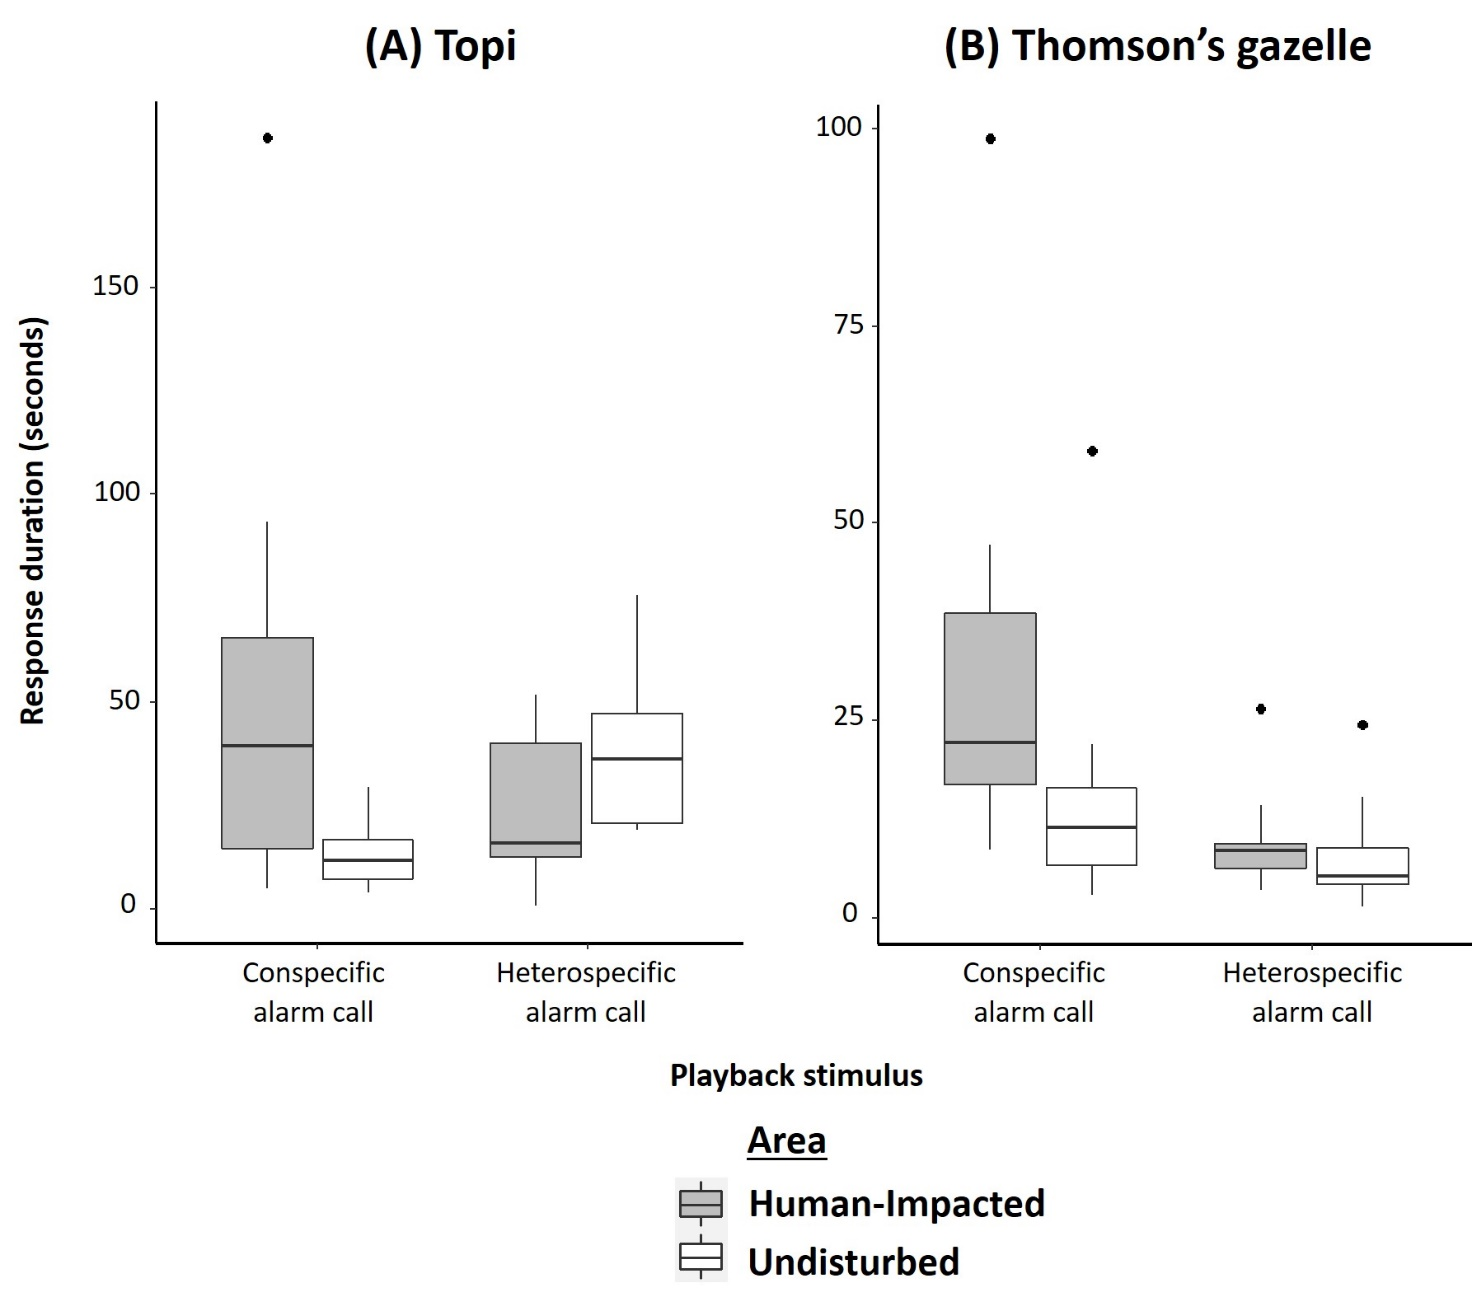 (A) Topi
(B) Thomson’s gazelle
Response duration (seconds)
150
100
50
0
100
75
50
25
0
Conspecific
alarm call
Heterospecific
alarm call
Conspecific
alarm call
Heterospecific
alarm call
Playback stimulus
Area
Human-Impacted
Undisturbed